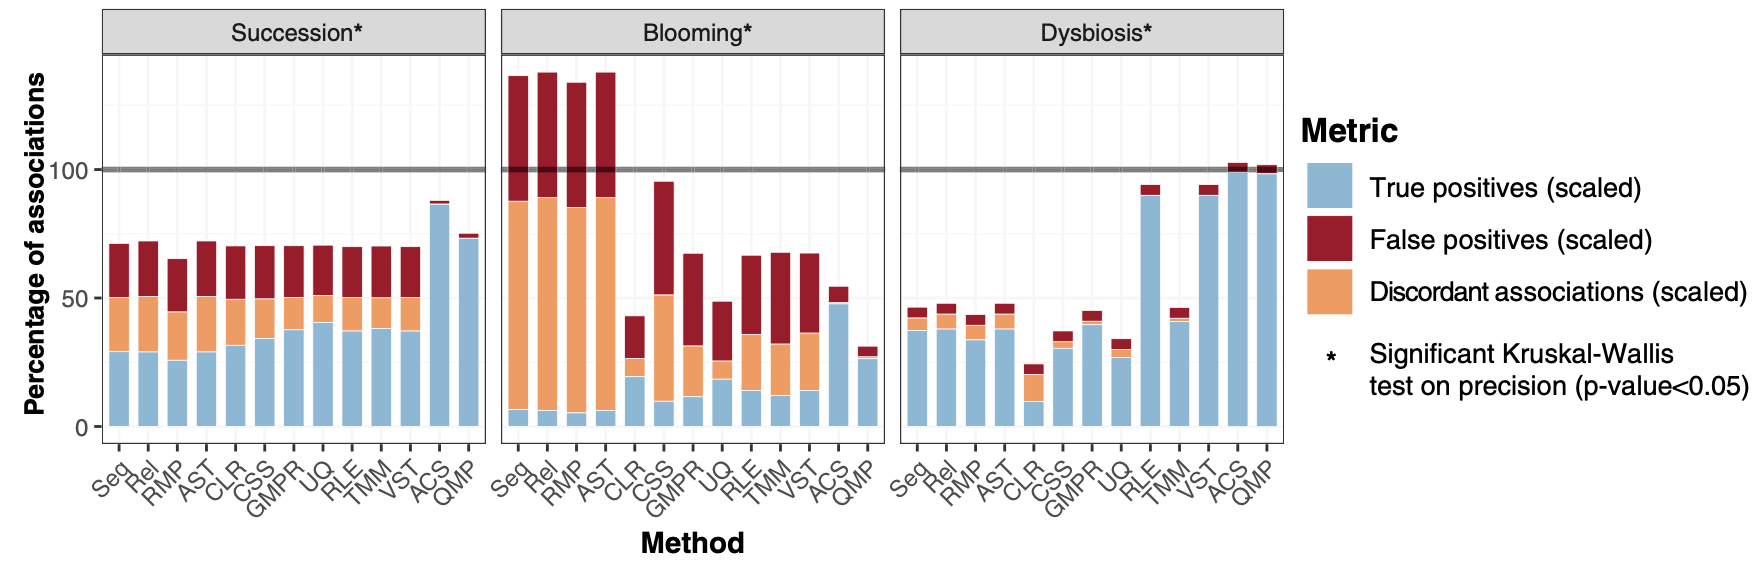 Succession*
Blooming*
Dysbiosis*
Percentage of associations
100
50
0
Seq
Rel
RMP
AST
CLR
CSS
GMPR
UQ
RLE
TMM
VST
ACS
QMP
Seq
Rel
RMP
AST
CLR
CSS
GMPR
UQ
RLE
TMM
VST
ACS
QMP
Seq
Rel
RMP
AST
CLR
CSS
GMPR
UQ
RLE
TMM
VST
ACS
QMP
Method
Metric
True positives (scaled)
False positives (scaled)
Discordant associations (scaled)
* Significant Kruskal-Wallis
test on precision (p-value<0.05)